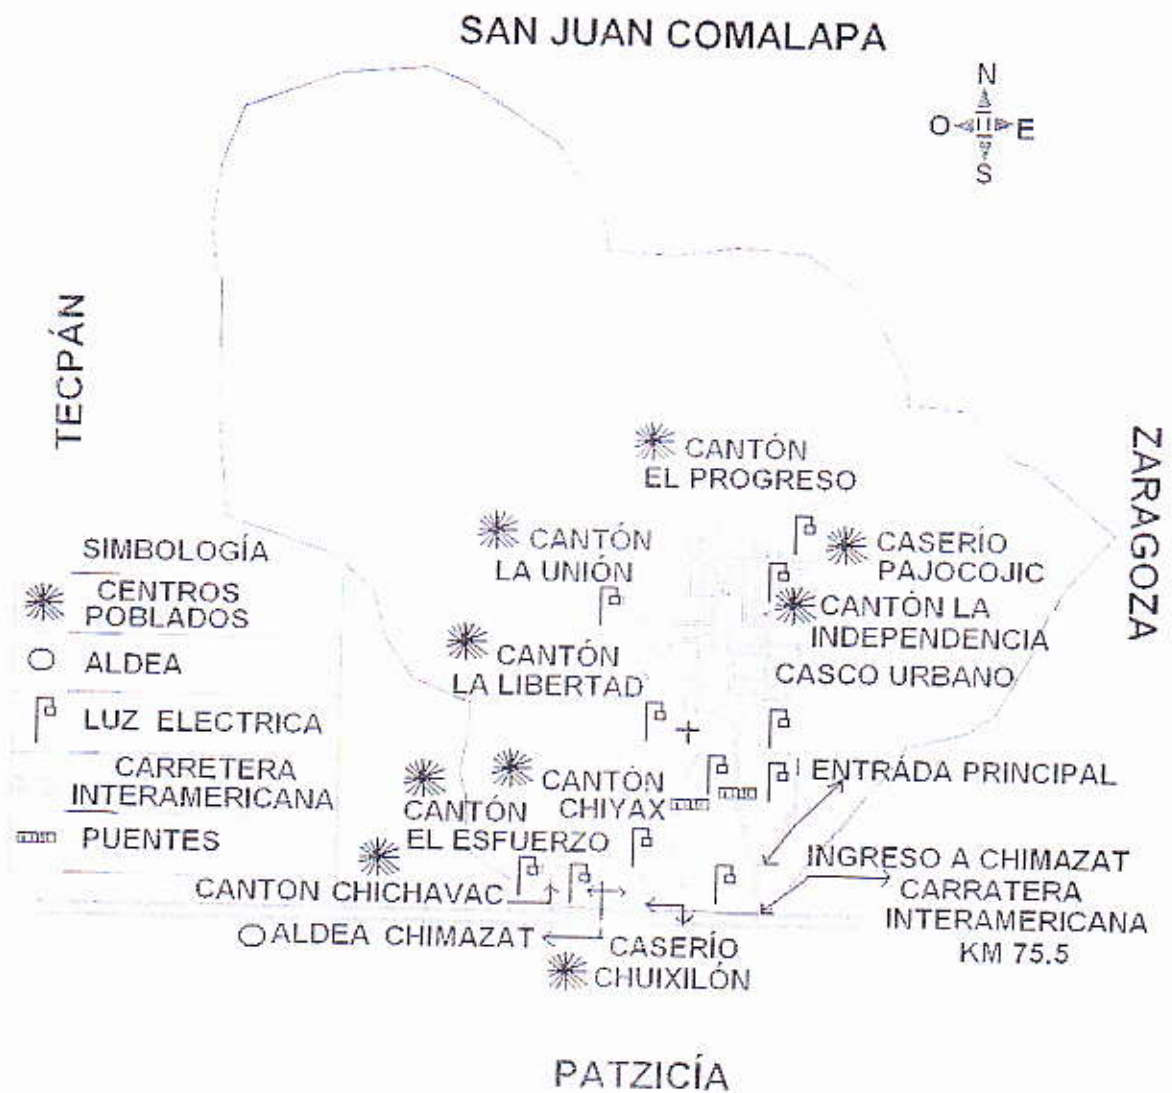 SAN JUAN COMALAPA
N
O E
S
TECPÁN
ZARAGOZA
CANTÓN
EL PROGRESO
CANTÓN
LA UNIÓN
CASERÍO
PAJOCOJIC
CANTÓN LA
INDEPENDENCIA
CASCO URBANO
CANTÓN
LA LIBERTAD
SIMBOLOGÍA
CENTROS
POBLADOS
ALDEA
LUZ ELECTRICA
CARRETERA
INTERAMERICANA
PUENTES
CANTÓN
EL ESFUERZO
CANTÓN
CHIYAX
ENTRÁDA PRINCIPAL
CANTON CHICHAVAC
INGRESO A CHIMAZAT
CARRATERA
INTERAMERICANA
KM 75.5
ALDEA CHIMAZAT
CASERÍO
CHUIXILÓN
PATZICÍA